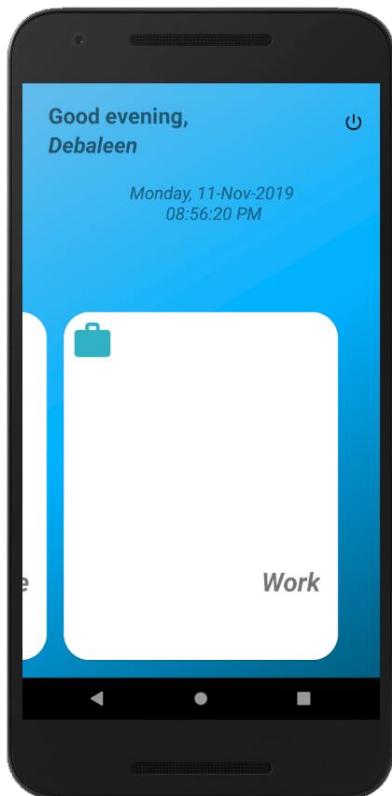 Good evening,
Debaleen
Monday, 11-Nov-2019
08:56:20 PM
Work